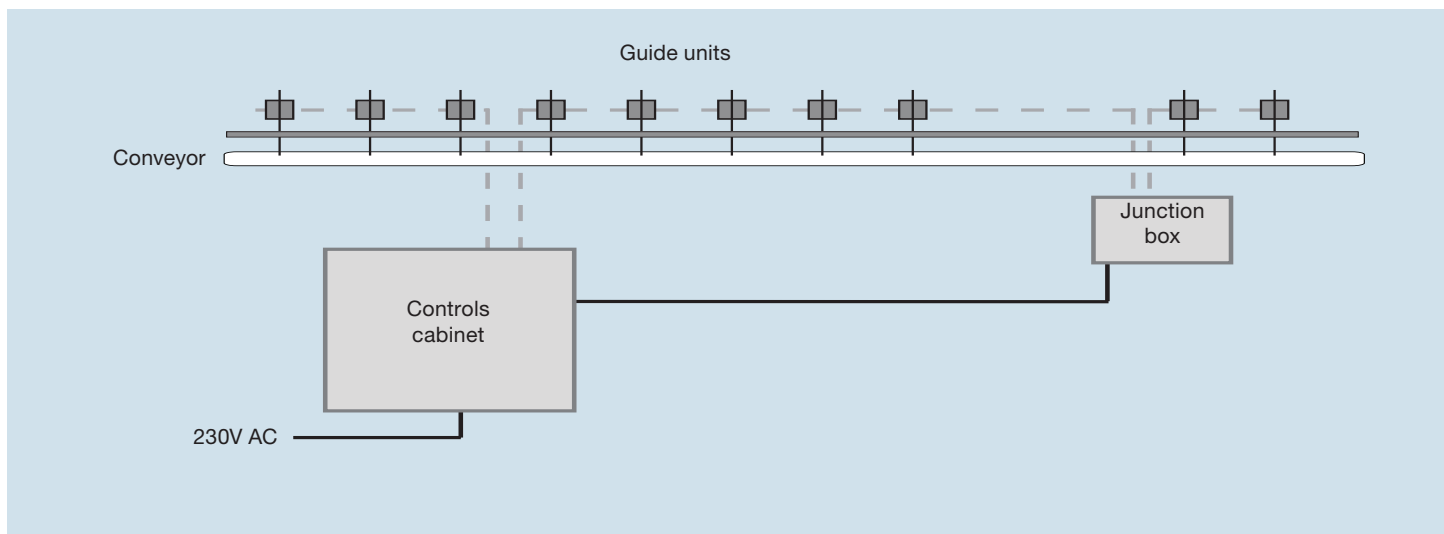 Guide units
Conveyor
Junction
box
Controls
cabinet
230V AC